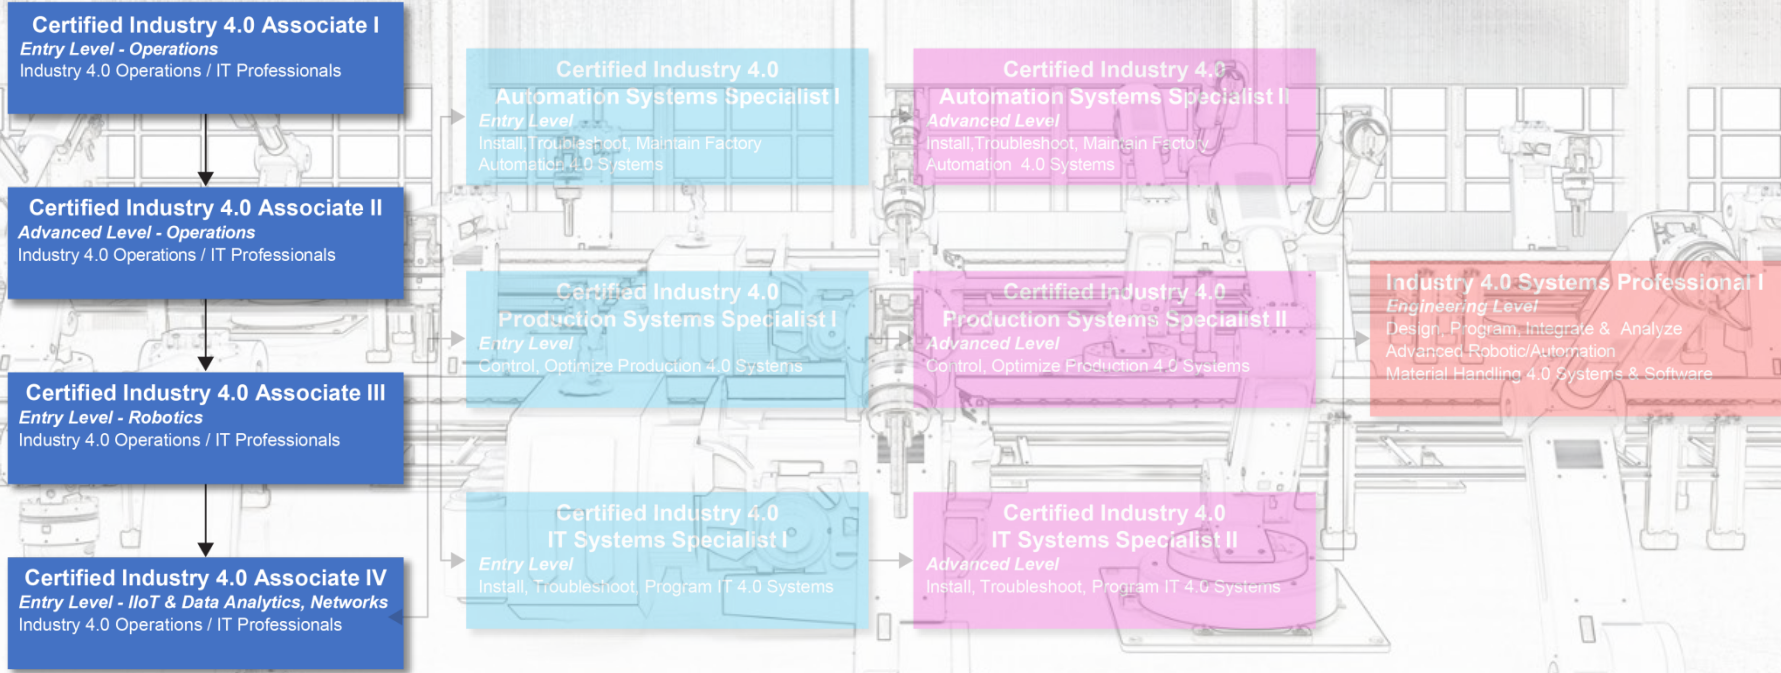 Certified Industry 4.0 Associate I
Entry Level - Operations
Industry 4.0 Operations / IT Professionals
Certified Industry 4.0 Associate II
Advanced Level - Operations
Industry 4.0 Operations / IT Professionals
Certified Industry 4.0 Associate III
Entry Level - Robotics
Industry 4.0 Operations / IT Professionals
Certified Industry 4.0 Associate IV
Entry Level - IIoT & Data Analytics, Networks
Industry 4.0 Operations / IT Professionals
Certified Industry 4.0
Automation Systems Specialist I
Entry Level
Install,Troubleshoot, Maintain Factory
Automation 4.0 Systems
Certified Industry 4.0
Production Systems Specialist I
Entry Level
Control, Optimize Production 4.0 Systems
Certified Industry 4.0
IT Systems Specialist I
Entry Level
Install, Troubleshoot, Program IT 4.0 Systems
Certified Industry 4.0
Automation Systems Specialist II
Advanced Level
Install,Troubleshoot, Maintain Factory
Automation 4.0 Systems
Certified Industry 4.0
Production Systems Specialist II
Advanced Level
Control, Optimize Production 4.0 Systems
Certified Industry 4.0
IT Systems Specialist II
Advanced Level
Install, Troubleshoot, Program IT 4.0 Systems
Industry 4.0 Systems Professional I
Engineering Level
Design, Program, Integrate & Analyze
Advanced Robotic/Automation
Material Handling 4.0 Systems & Software